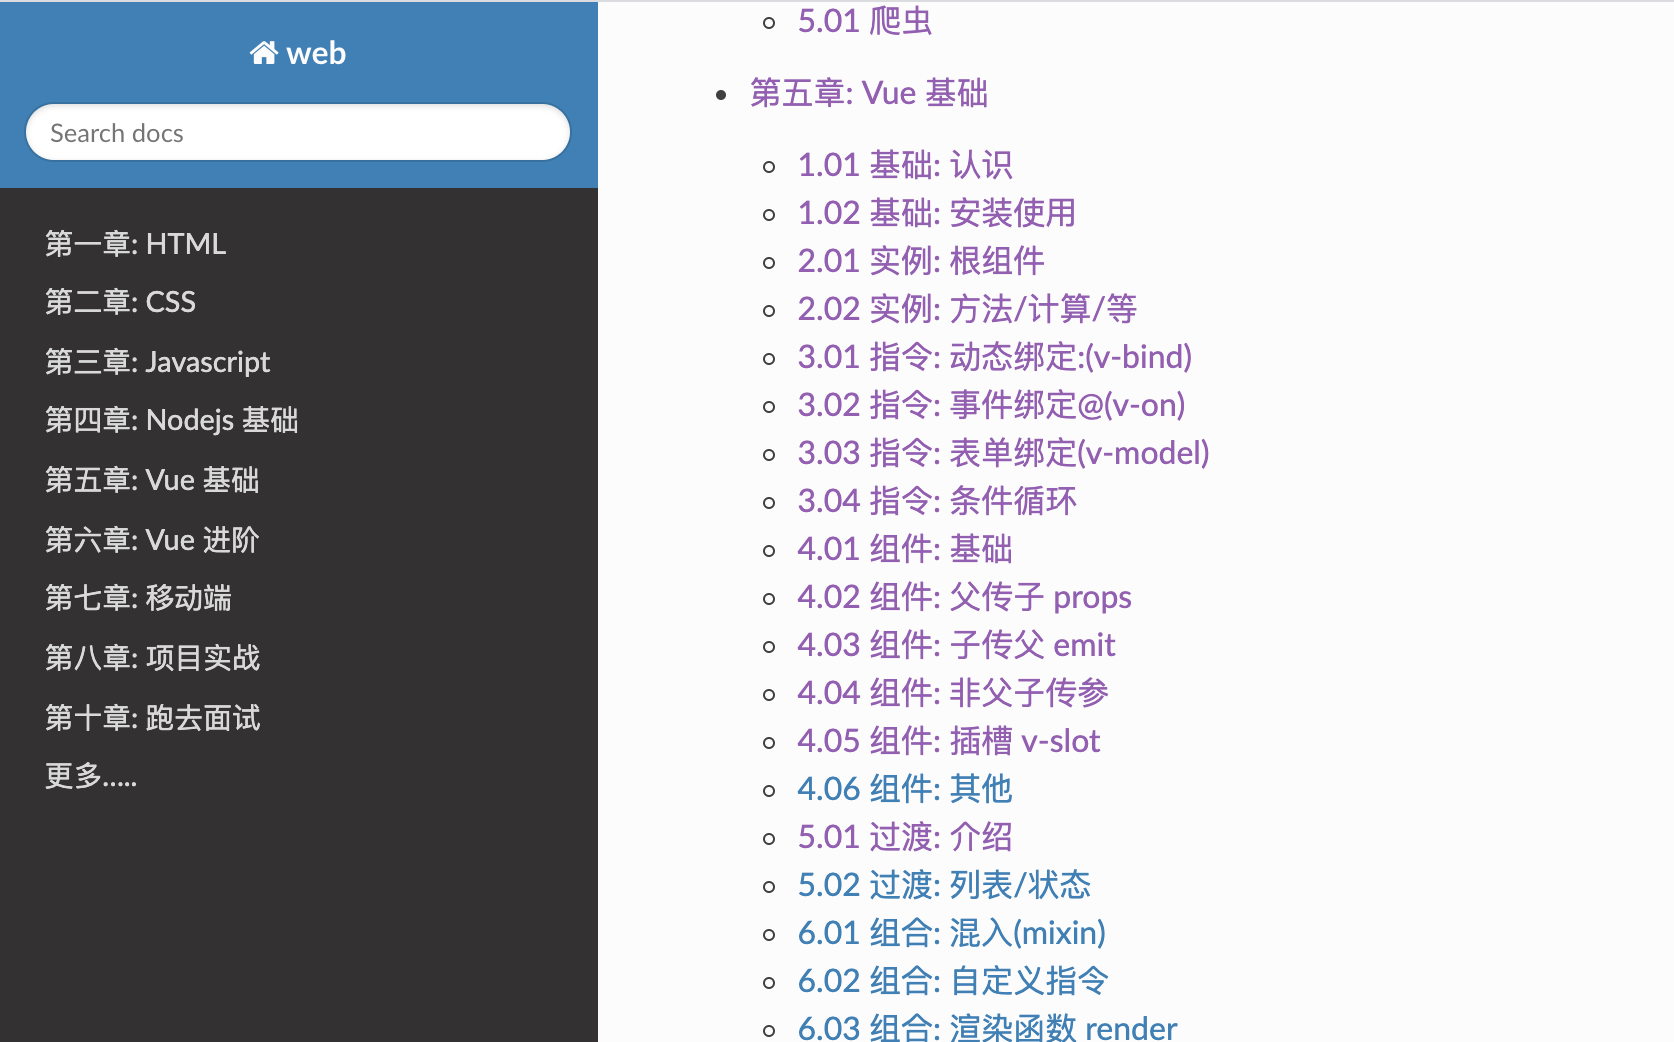 web
Search docs
第一章: HTML
第二章: CSS
第三章: Javascript
第四章: Nodejs 基础
第五章: Vue 基础
第六章: Vue 进阶
第七章: 移动端
第八章: 项目实战
第十章: 跑去面试
更多.....
5.01 爬虫
第五章: Vue 基础
1.01 基础: 认识
1.02 基础: 安装使用
2.01 实例: 根组件
2.02 实例: 方法/计算/等
3.01 指令: 动态绑定:(v-bind)
3.02 指令: 事件绑定@(v-on)
3.03 指令: 表单绑定(v-model)
3.04 指令: 条件循环
4.01 组件: 基础
4.02 组件: 父传子 props
4.03 组件: 子传父 emit
4.04 组件: 非父子传参
4.05 组件: 插槽 v-slot
4.06 组件: 其他
5.01 过渡: 介绍
5.02 过渡: 列表/状态
6.01 组合: 混入(mixin)
6.02 组合: 自定义指令
6.03 组合: 渲染函数 render